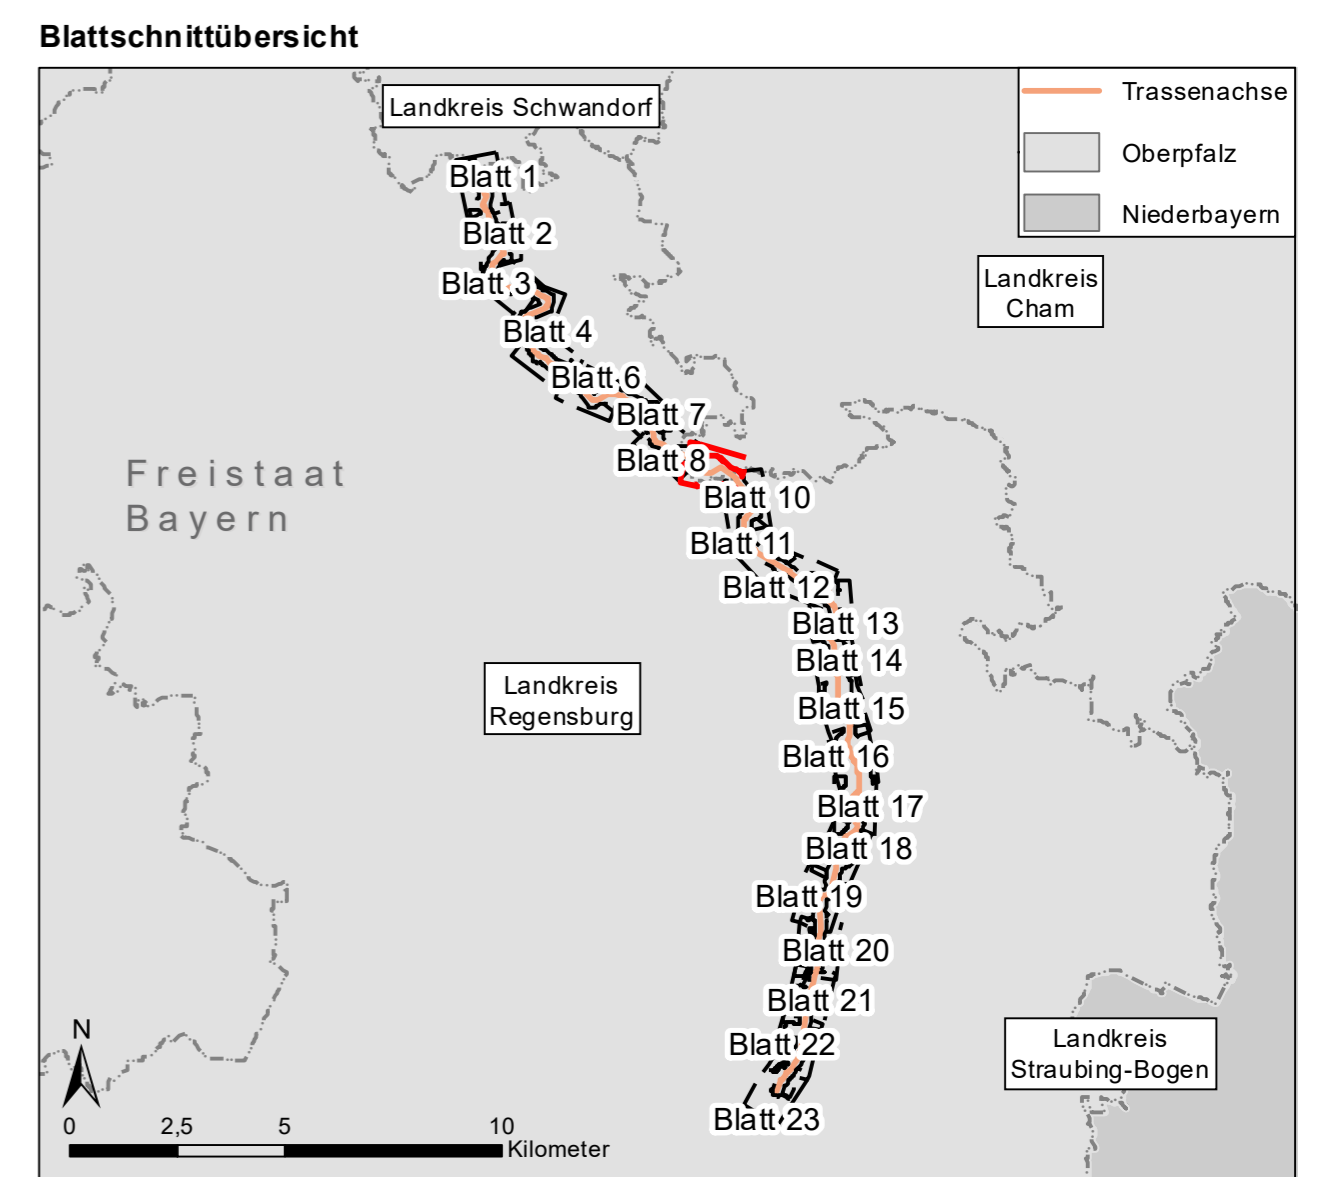 Blattschnittübersicht
Landkreis Schwandorf
Trassenachse
Oberpfalz
Niederbayern
Blatt 1
Blatt 2
Blatt 3
Landkreis
Cham
Blatt 4
Blatt 6
Blatt 7
Blatt 8
Freistaat
Bayern
Blatt 10
Blatt 11
Blatt 12
Blatt 13
Blatt 14
Landkreis
Regensburg
Blatt 15
Blatt 16
Blatt 17
Blatt 18
Blatt 19
Blatt 20
Blatt 21
Blatt 22
Landkreis
Straubing-Bogen
Blatt 23
N
0 2,5 5 10
Kilometer